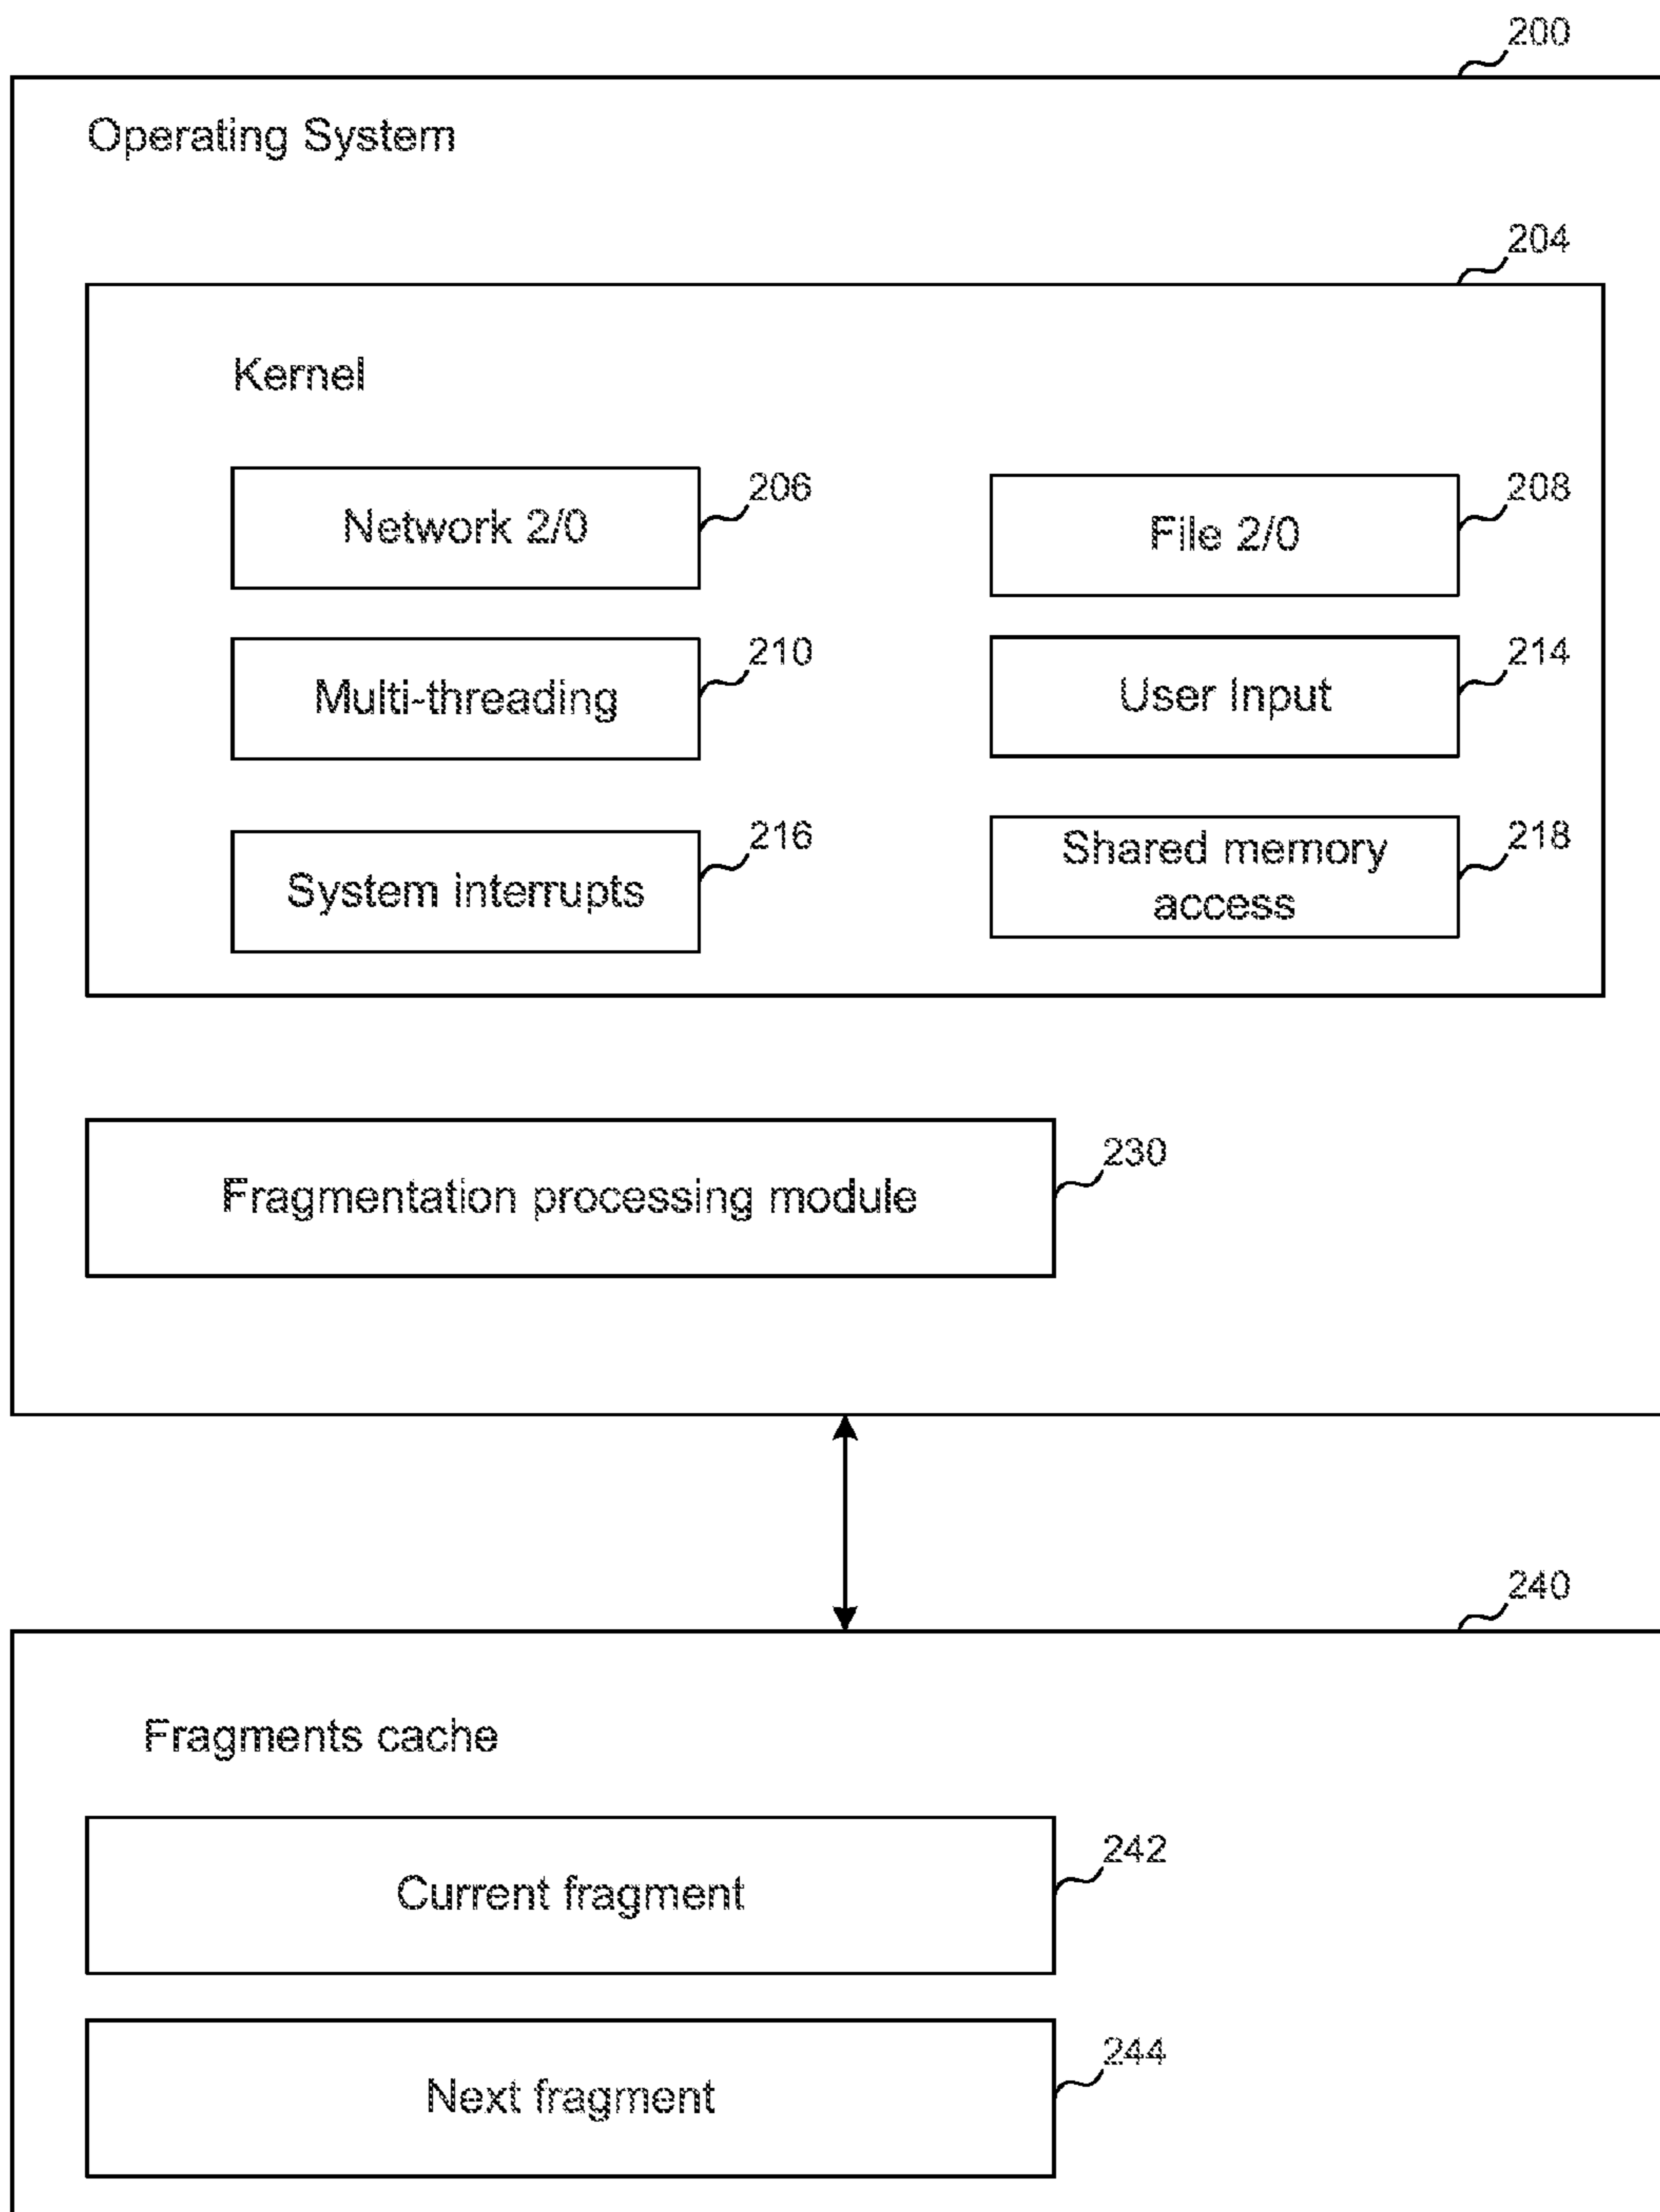 200
Operating System
204
Kernel
Network 2/0
206
File 2/0
208
Multi-threading
210
User Input
214
System interrupts
216
Shared memory
access
218
Fragmentation processing module
230
240
Fragments cache
Current fragment
242
Next fragment
244